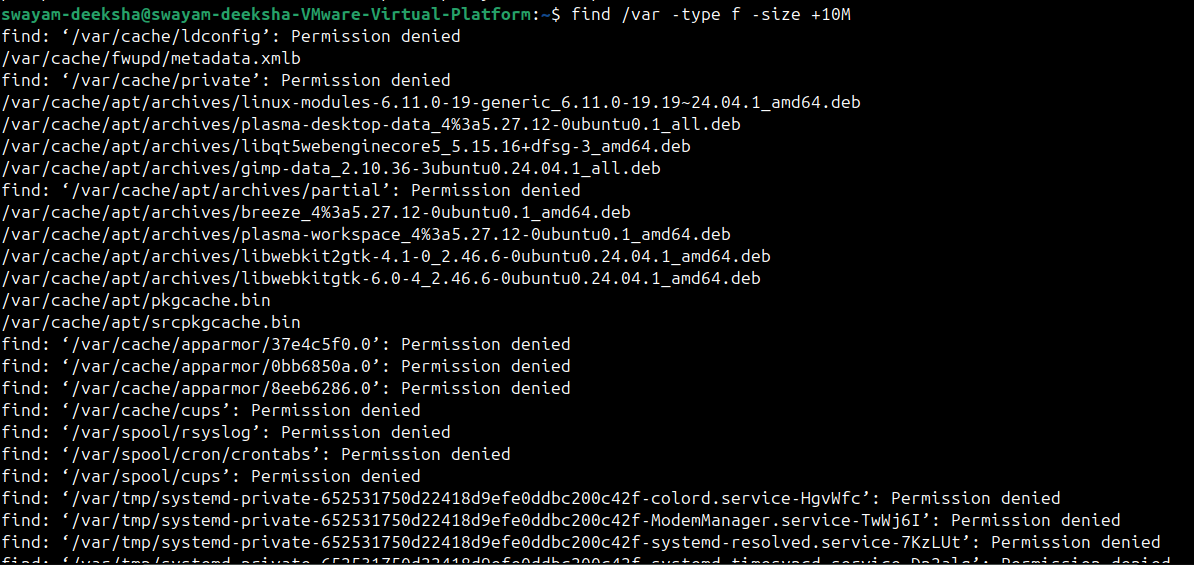 swayam-deeksha@swayam-deeksha-VMware-Virtual-Platform:~$ find /var -type f -size +10M
find: ‘/var/cache/ldconfig’: Permission denied
/var/cache/fwupd/metadata.xmlb
find: ‘/var/cache/private’: Permission denied
/var/cache/apt/archives/linux-modules-6.11.0-19-generic_6.11.0-19.19~24.04.1_amd64.deb
/var/cache/apt/archives/plasma-desktop-data_4%3a5.27.12-0ubuntu0.1_all.deb
/var/cache/apt/archives/libqt5webenginecore5_5.15.16+dfsg-3_amd64.deb
/var/cache/apt/archives/gimp-data_2.10.36-3ubuntu0.24.04.1_all.deb
find: ‘/var/cache/apt/archives/partial’: Permission denied
/var/cache/apt/archives/breeze_4%3a5.27.12-0ubuntu0.1_amd64.deb
/var/cache/apt/archives/plasma-workspace_4%3a5.27.12-0ubuntu0.1_amd64.deb
/var/cache/apt/archives/libwebkit2gtk-4.1-0_2.46.6-0ubuntu0.24.04.1_amd64.deb
/var/cache/apt/archives/libwebkitgtk-6.0-4_2.46.6-0ubuntu0.24.04.1_amd64.deb
/var/cache/apt/pkgcache.bin
/var/cache/apt/srcpkgcache.bin
find: ‘/var/cache/apparmor/37e4c5f0.0’: Permission denied
find: ‘/var/cache/apparmor/0bb6850a.0’: Permission denied
find: ‘/var/cache/apparmor/8eeb6286.0’: Permission denied
find: ‘/var/cache/cups’: Permission denied
find: ‘/var/spool/rsyslog’: Permission denied
find: ‘/var/spool/cron/crontabs’: Permission denied
find: ‘/var/spool/cups’: Permission denied
find: ‘/var/tmp/systemd-private-652531750d22418d9efe0ddbc200c42f-colord.service-HgvWfc’: Permission denied
find: ‘/var/tmp/systemd-private-652531750d22418d9efe0ddbc200c42f-ModemManager.service-TwWj6I’: Permission denied
find: ‘/var/tmp/systemd-private-652531750d22418d9efe0ddbc200c42f-systemd-resolved.service-7KzLUt’: Permission denied
find: Permission denied